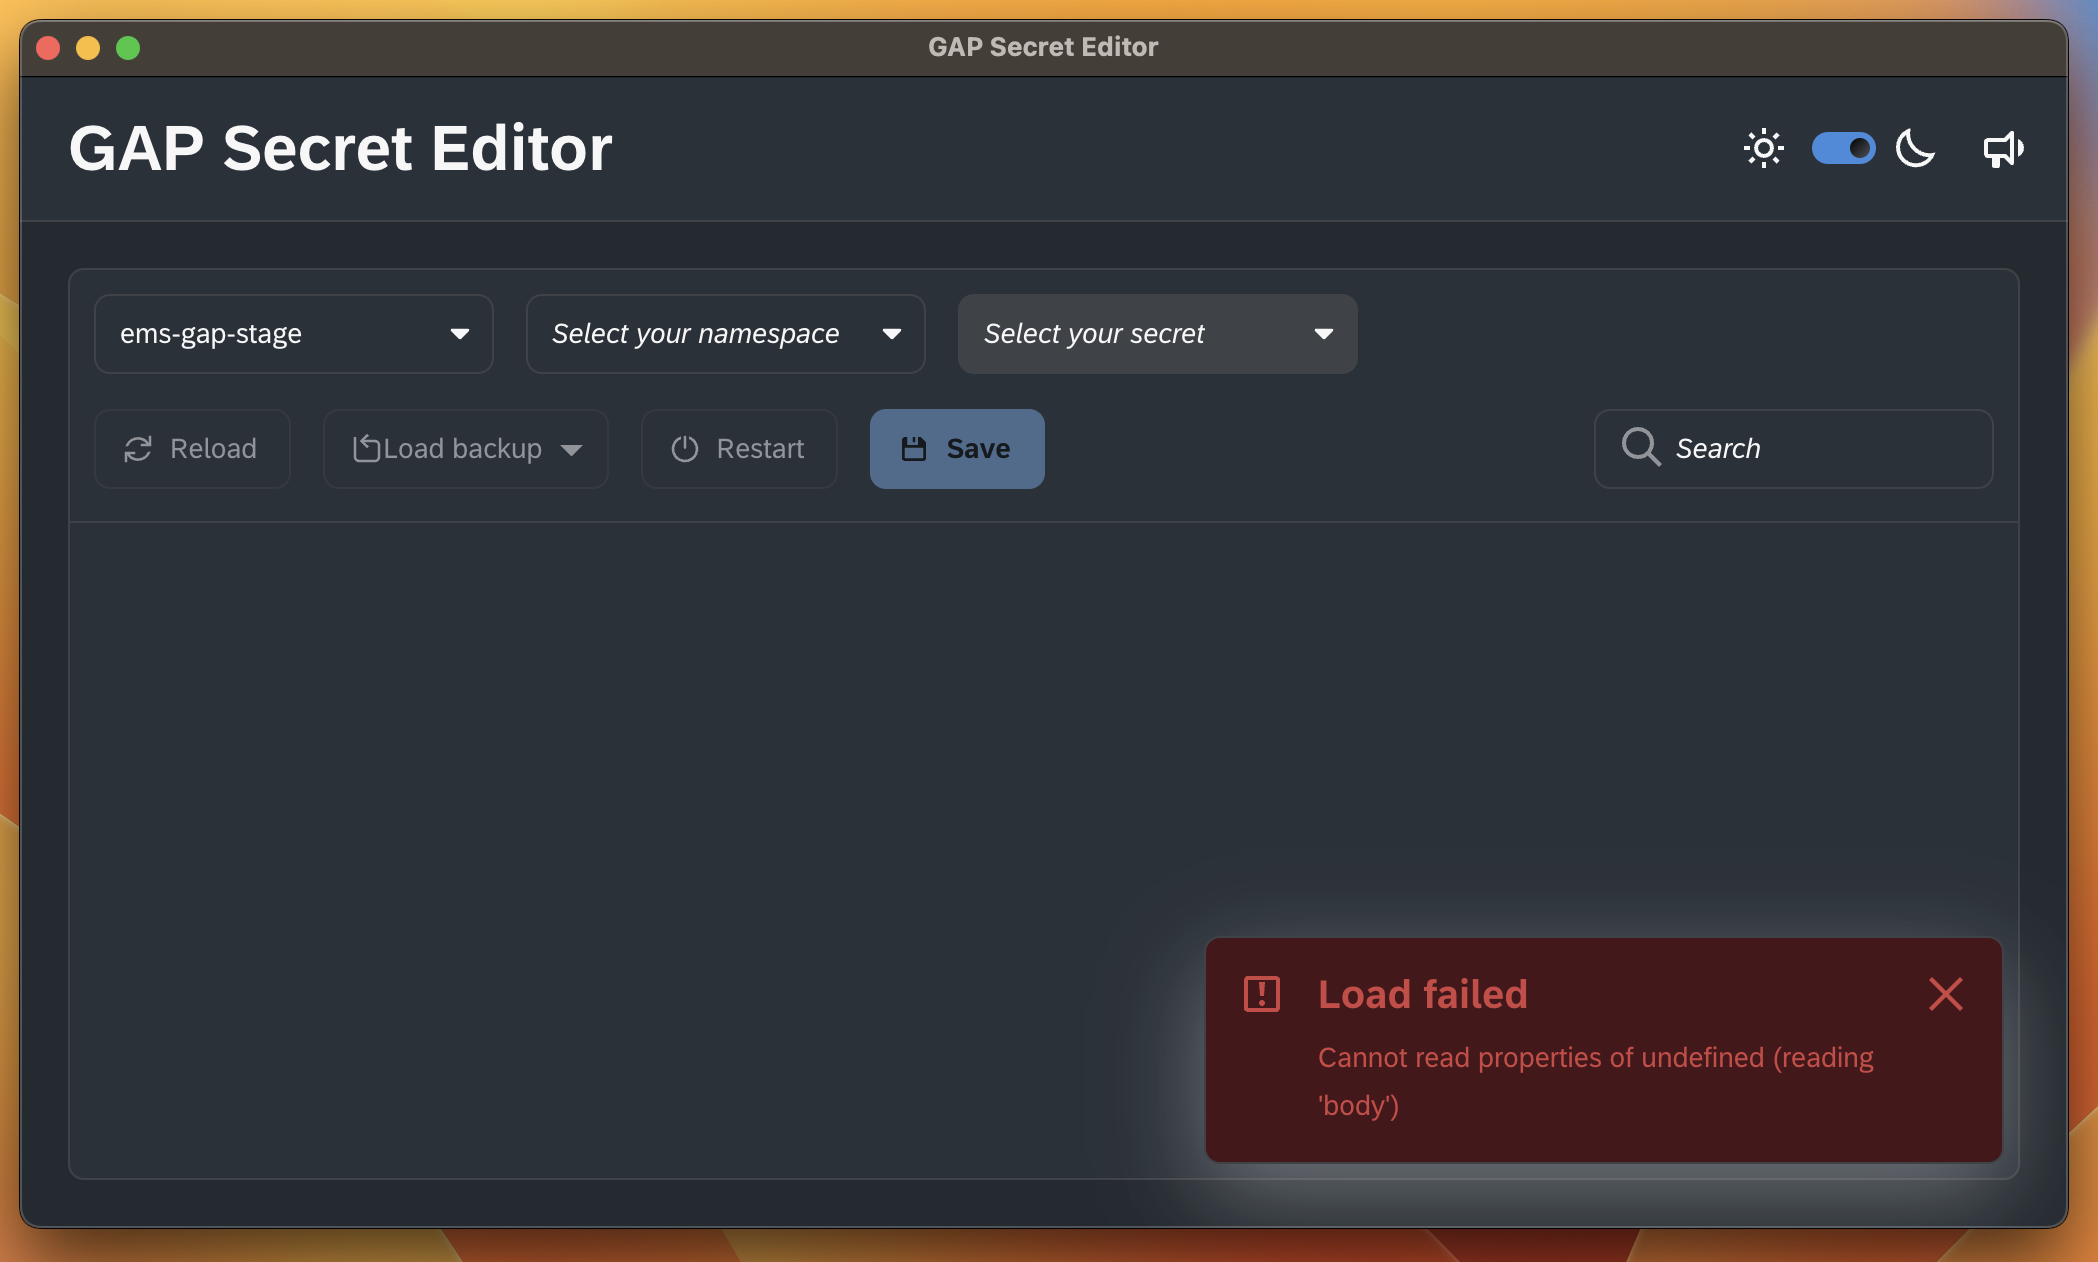 GAP Secret Editor
GAP Secret Editor
ems-gap-stage
Select your namespace
Select your secret
Reload
Load backup
Restart
Save
Search
Load failed
Cannot read properties of undefined (reading
'body')